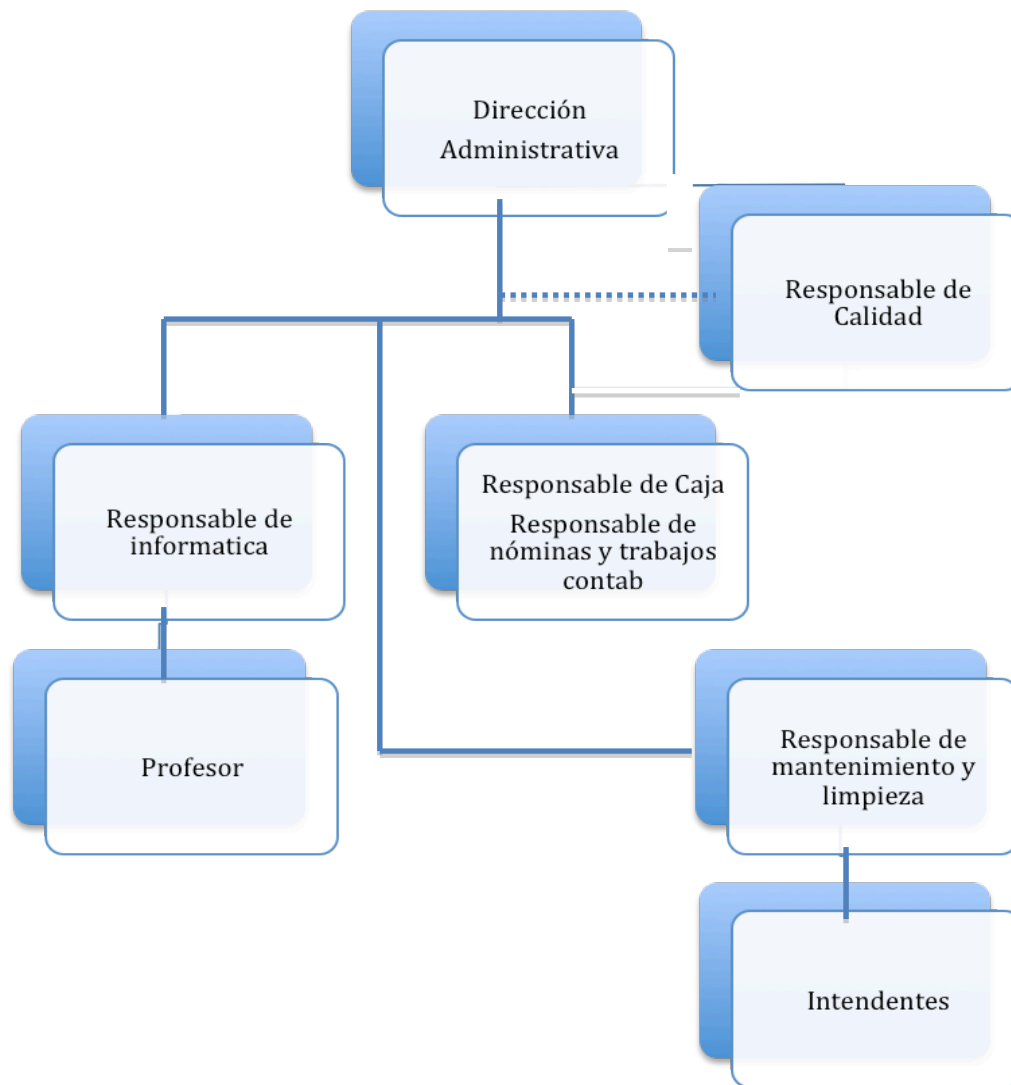 Dirección
Administrativa
Responsable de
Calidad
Responsable de
informatica
Responsable de Caja
Responsable de
nóminas y trabajos
contab
Profesor
Responsable de
mantenimiento y
limpieza
Intendentes